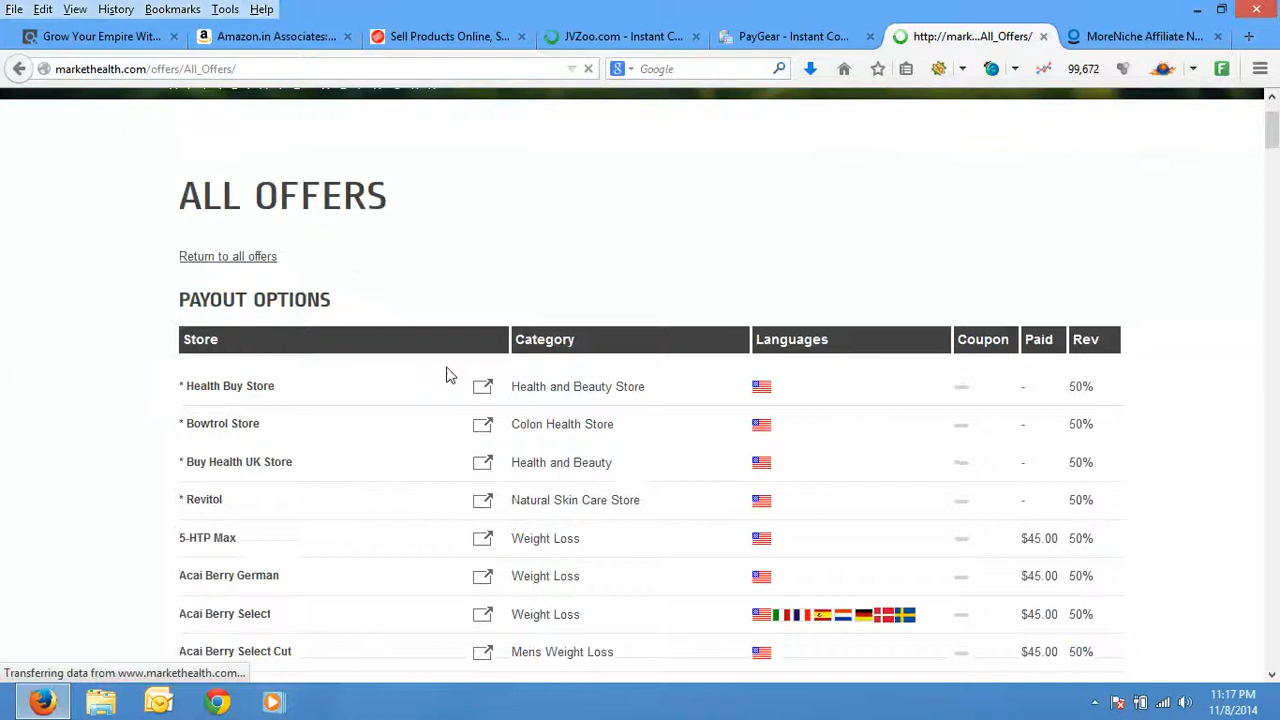 File Edit View History Bookmarks Tools Help
Grow Your Empire Wit... Amazon.in Associates:... Sell Products Online, S... JVZoo.com - Instant C... PayGear - Instant Co... http://mark...All_Offers/ MoreNiche Affiliate N...
markethealth.com/offers/All_Offers/ Google 99,672
ALL OFFERS
Return to all offers
PAYOUT OPTIONS
Store Category Languages Coupon Paid Rev
* Health Buy Store Health and Beauty Store - 50%
* Bowtrol Store Colon Health Store - 50%
* Buy Health UK Store Health and Beauty - 50%
* Revitol Natural Skin Care Store - 50%
5-HTP Max Weight Loss $45.00 50%
Acai Berry German Weight Loss $45.00 50%
Acai Berry Select Weight Loss $45.00 50%
Acai Berry Select Cut Mens Weight Loss $45.00 50%
Transferring data from www.markethealth.com...
11:17 PM
11/8/2014